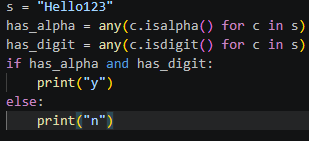 s = "Hello123"
has_alpha = any(c.isalpha() for c in s)
has_digit = any(c.isdigit() for c in s)
if has_alpha and has_digit:
    print("y")
else:
    print("n")